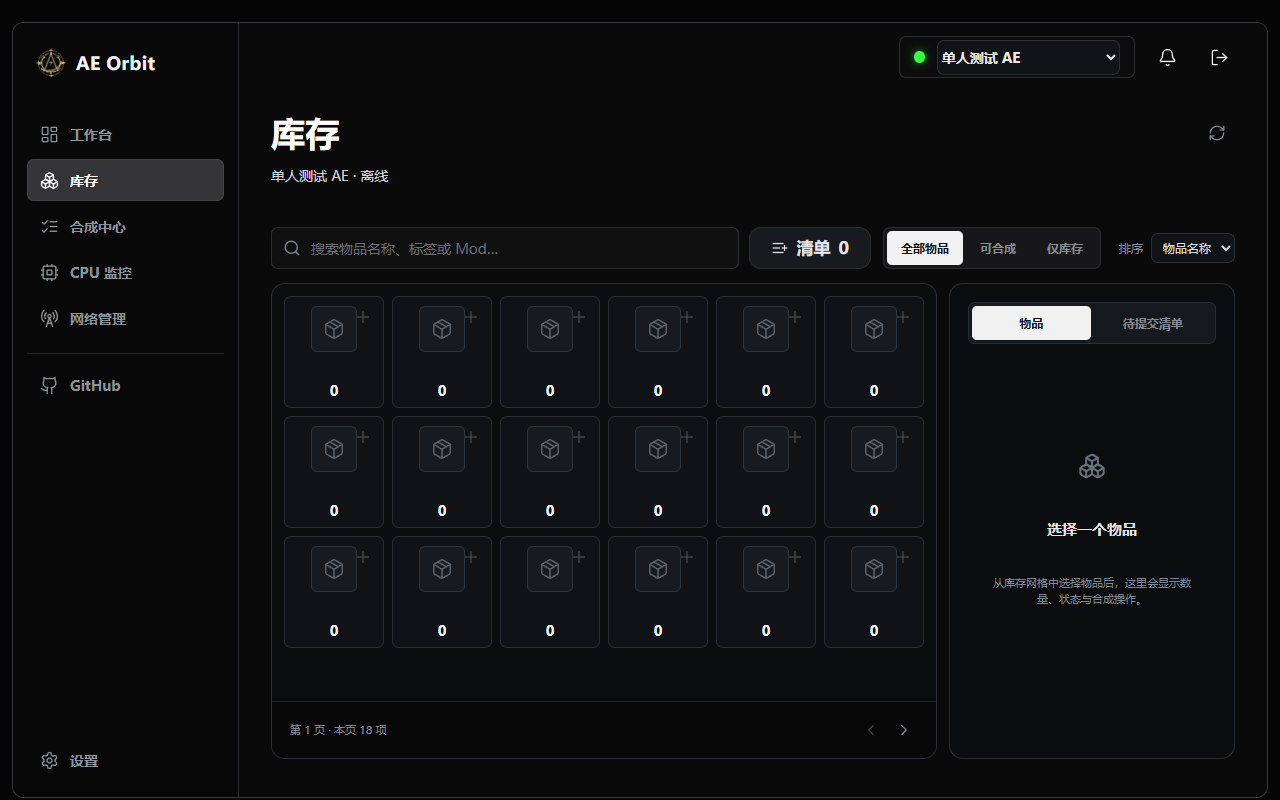 AE Orbit
单人测试 AE
工作台
库存
合成中心
CPU 监控
网络管理
GitHub
设置
库存
单人测试 AE · 离线
搜索物品名称、标签或 Mod...
清单 0
全部物品
可合成
仅库存
排序
物品名称
0 0 0 0 0 0
0 0 0 0 0 0
0 0 0 0 0 0
第 1 页 · 本页 18 项
物品
待提交清单
选择一个物品
从库存网格中选择物品后，这里会显示数
量、状态与合成操作。